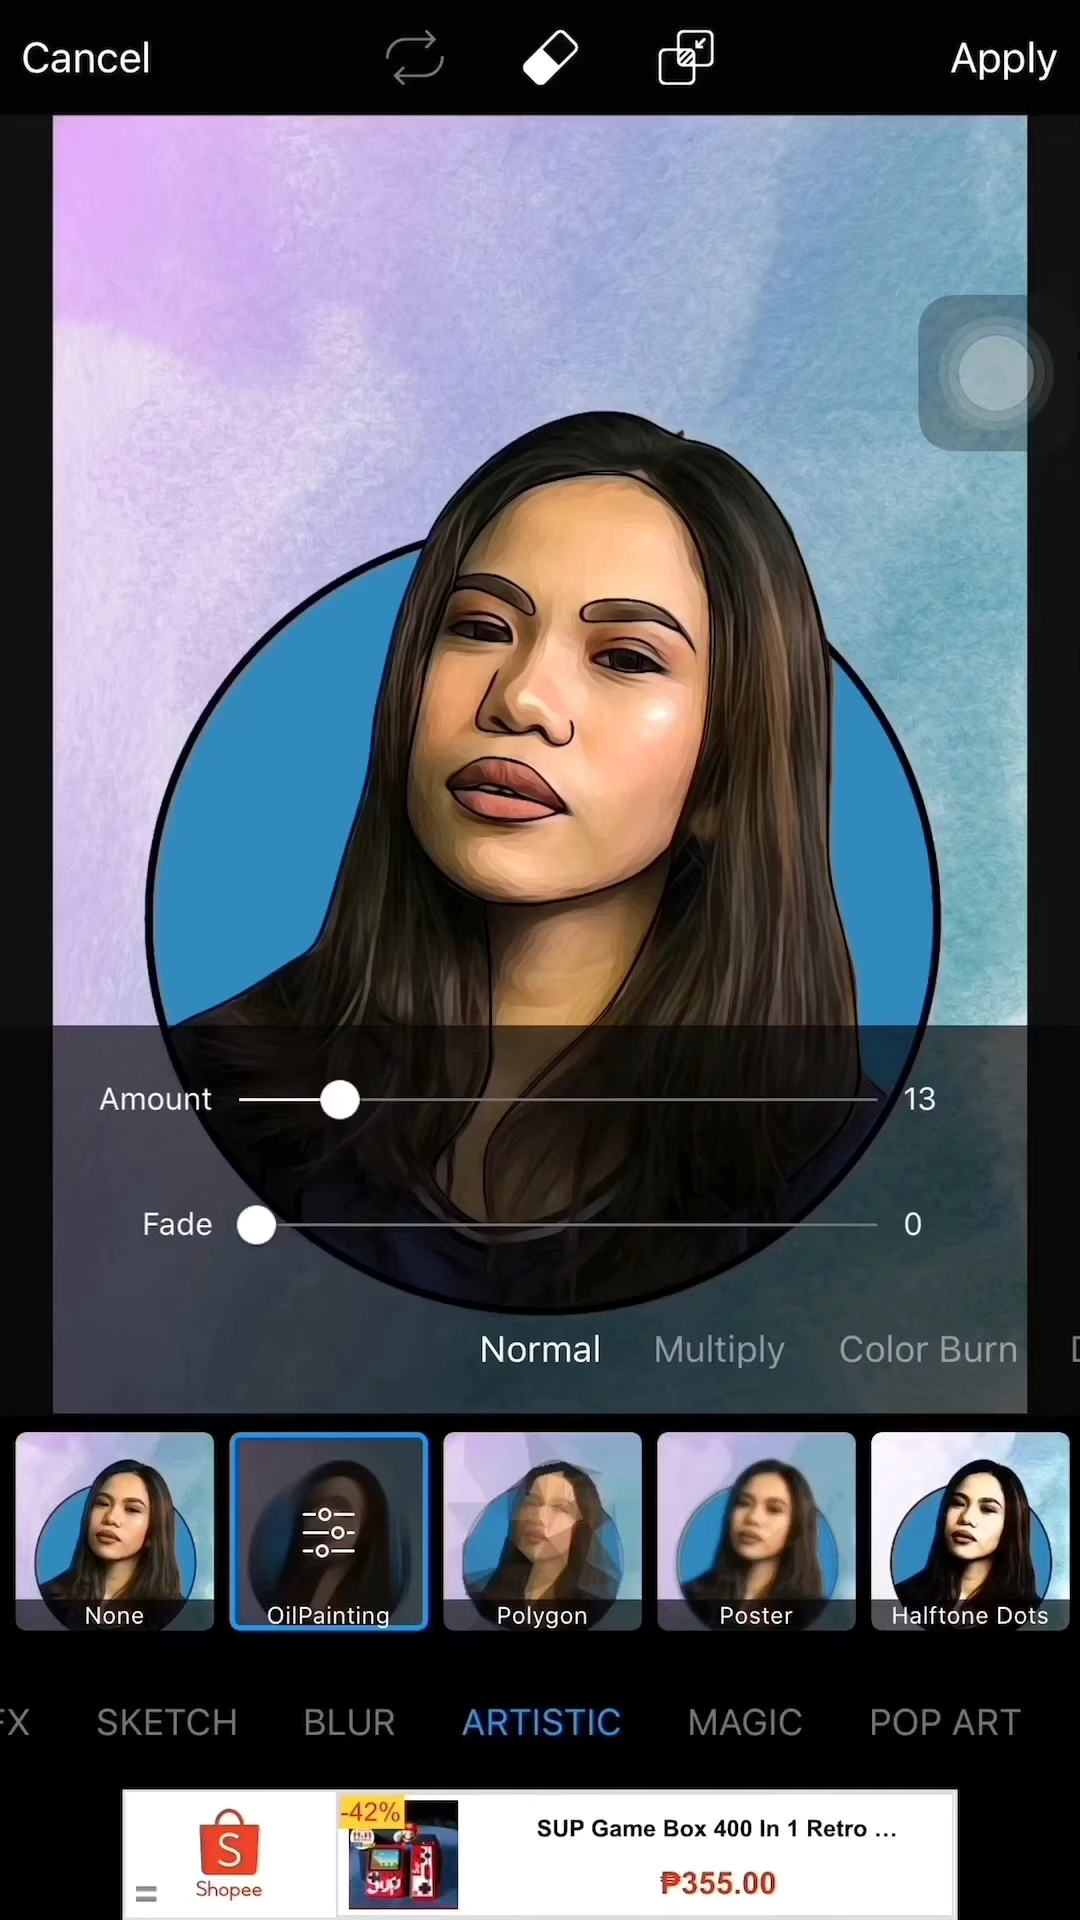 Cancel
Apply
Amount 13
Fade 0
Normal Multiply Color Burn
None OilPainting Polygon Poster Halftone Dots
FX SKETCH BLUR ARTISTIC MAGIC POP ART
-42%
SUP Game Box 400 In 1 Retro ...
Sup
Shopee
₱355.00